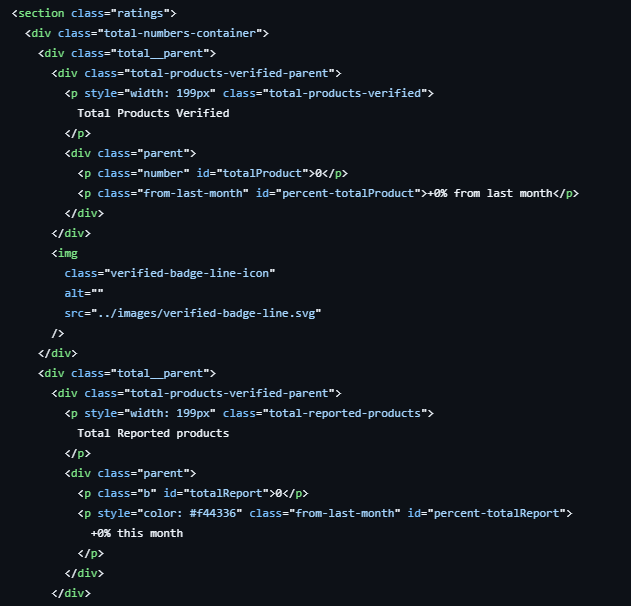 <section class="ratings">
<div class="total-numbers-container">
<div class="total__parent">
<div class="total-products-verified-parent">
<p style="width: 199px" class="total-products-verified">
Total Products Verified
</p>
<div class="parent">
<p class="number" id="totalProduct">0</p>
<p class="from-last-month" id="percent-totalProduct">+0% from last month</p>
</div>
</div>
<img
class="verified-badge-line-icon"
alt=""
src="../images/verified-badge-line.svg"
/>
</div>
<div class="total__parent">
<div class="total-products-verified-parent">
<p style="width: 199px" class="total-reported-products">
Total Reported products
</p>
<div class="parent">
<p class="b" id="totalReport">0</p>
<p style="color: #f44336" class="from-last-month" id="percent-totalReport">
+0% this month
</p>
</div>
</div>